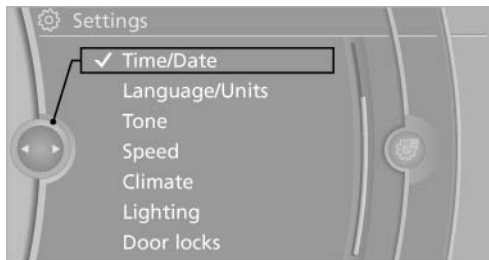 Settings
Time/Date
Language/Units
Tone
Speed
Climate
Lighting
Door locks